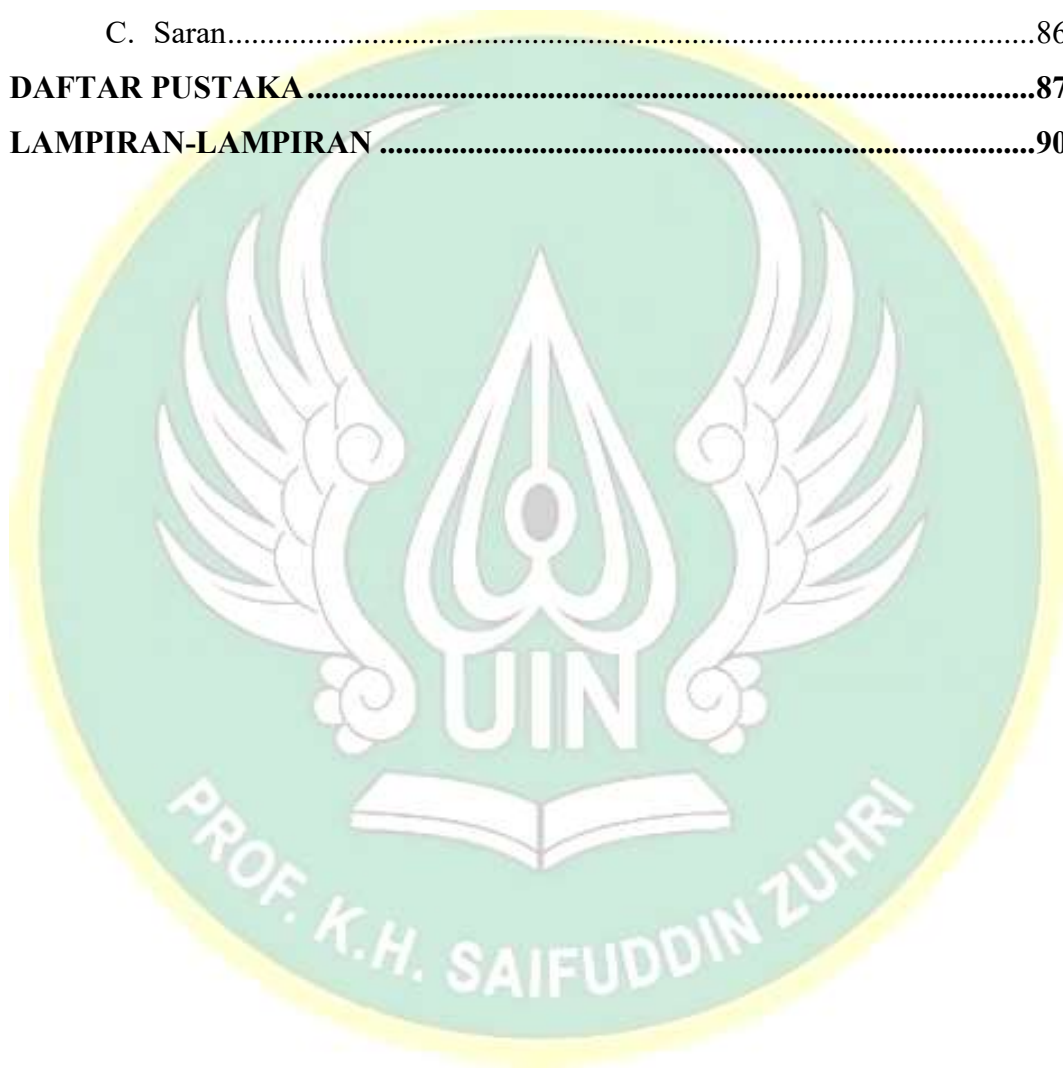 C. Saran....................................................................................................86
DAFTAR PUSTAKA..........................................................................................87
LAMPIRAN-LAMPIRAN .................................................................................90
UIN
PROF. K.H. SAIFUDDIN ZUHRI